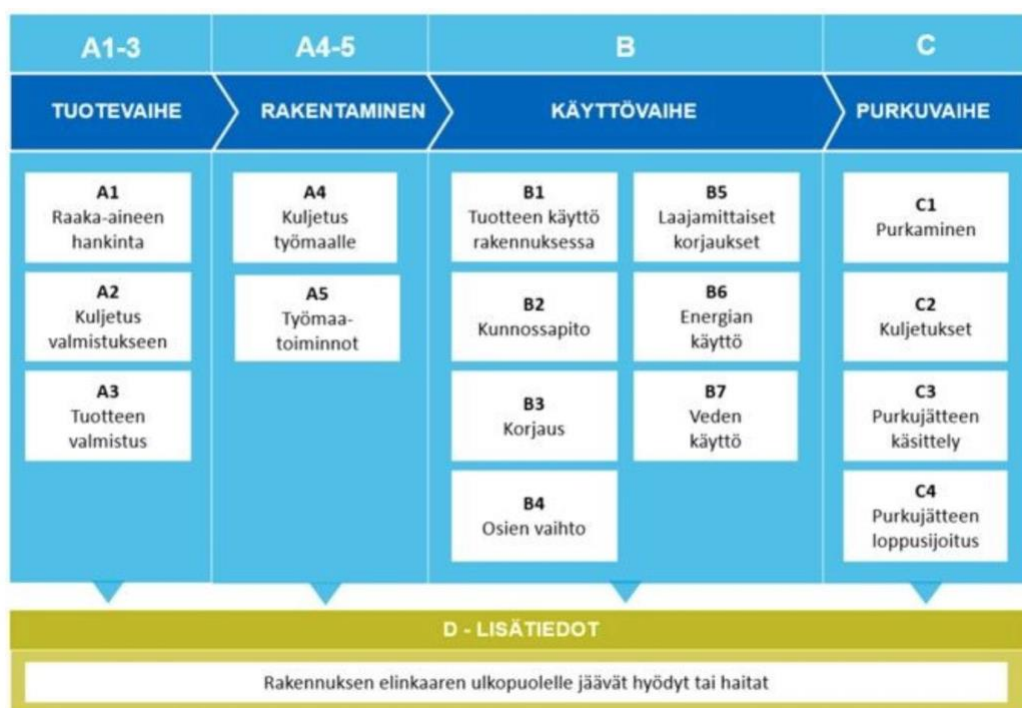 A1-3
A4-5
B
C
TUOTEVAIHE
RAKENTAMINEN
KÄYTTÖVAIHE
PURKUVAIHE
A1
Raaka-aineen
hankinta
A2
Kuljetus
valmistukseen
A3
Tuotteen
valmistus
A4
Kuljetus
työmaalle
A5
Työmaa-
toiminnot
B1
Tuotteen käyttö
rakennuksessa
B2
Kunnossapito
B3
Korjaus
B4
Osien vaihto
B5
Laajamittaiset
korjaukset
B6
Energian
käyttö
B7
Veden
käyttö
C1
Purkaminen
C2
Kuljetukset
C3
Purkujätteen
käsittely
C4
Purkujätteen
loppusijoitus
D - LISÄTIEDOT
Rakennuksen elinkaaren ulkopuolelle jäävät hyödyt tai haitat